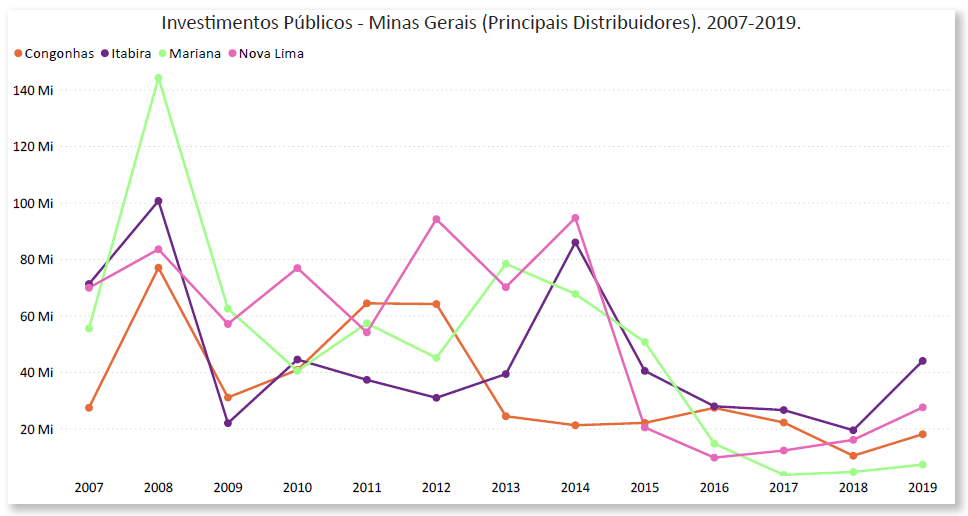 Investimentos Públicos - Minas Gerais (Principais Distribuidores). 2007-2019.
Congonhas Itabira Mariana Nova Lima
140 Mi
120 Mi
100 Mi
80 Mi
60 Mi
40 Mi
20 Mi
2007 2008 2009 2010 2011 2012 2013 2014 2015 2016 2017 2018 2019